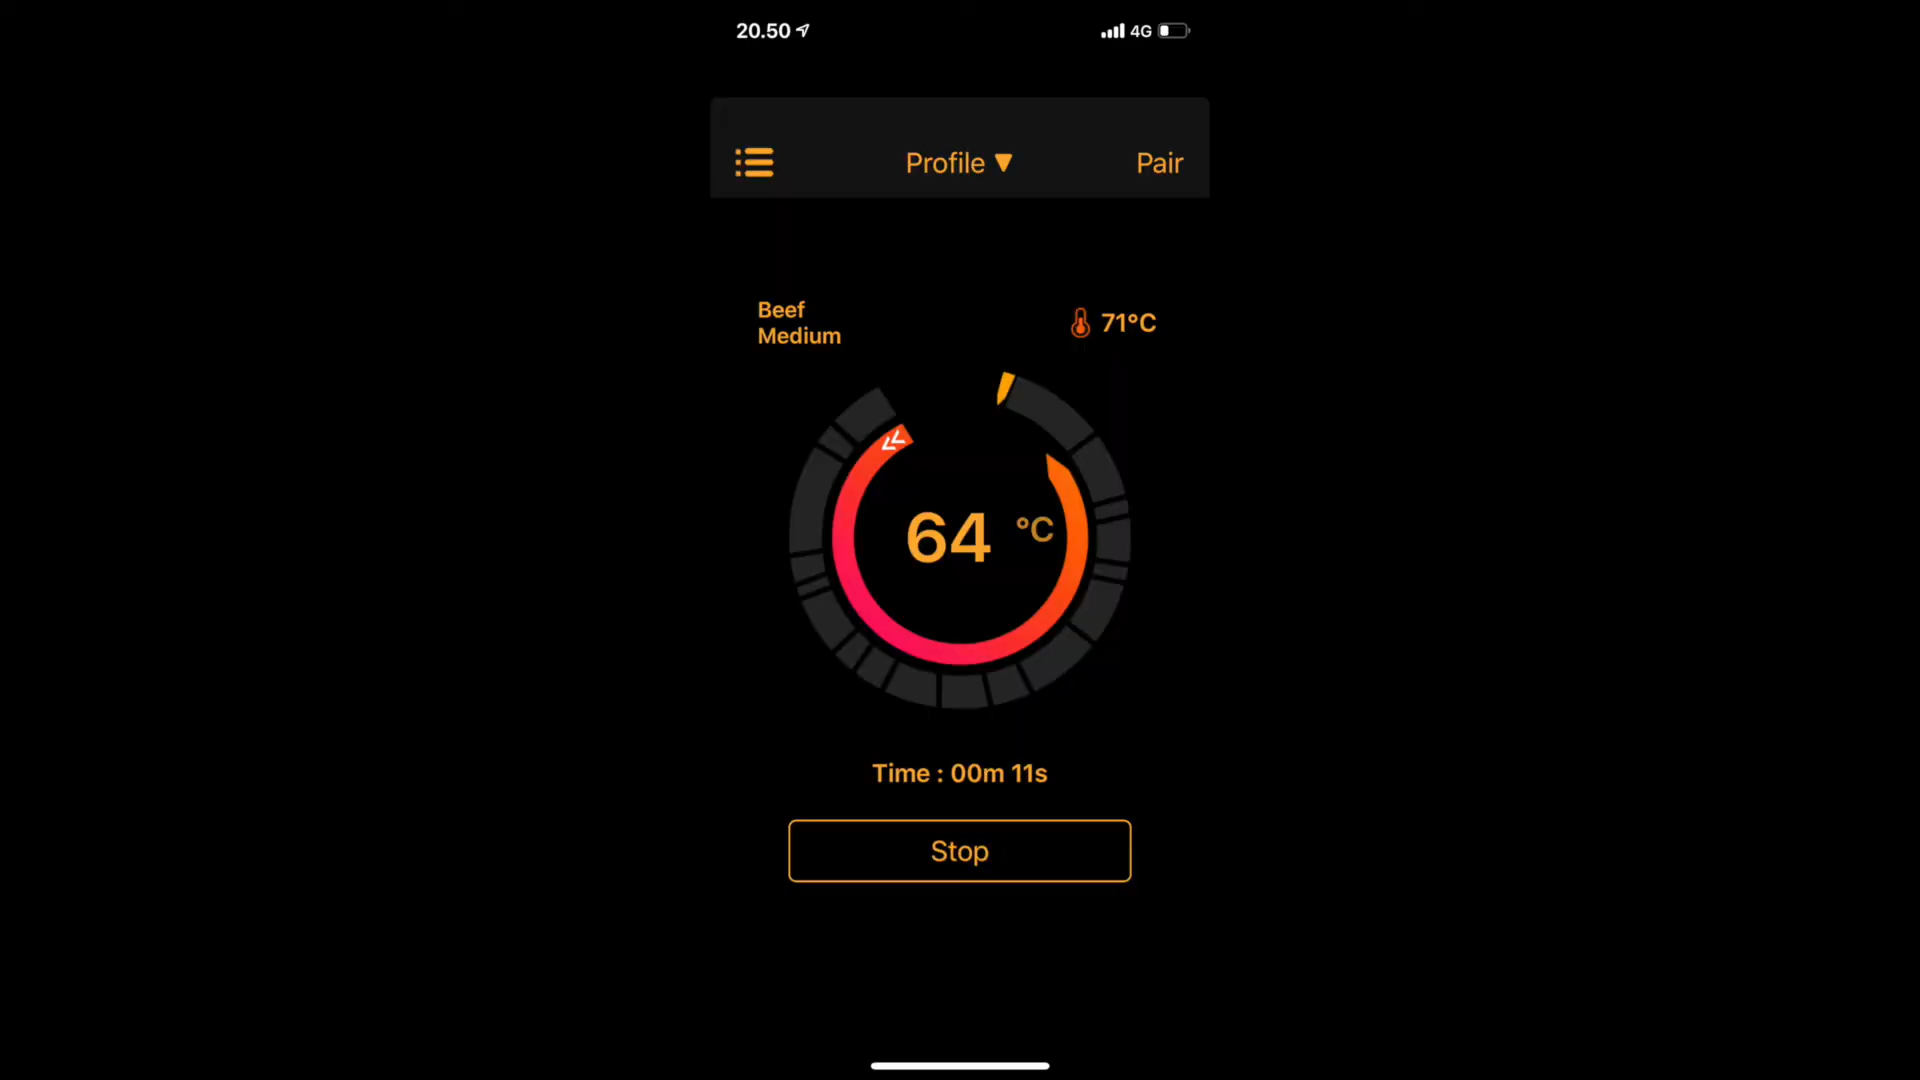 20.50
4G
Profile ▼
Pair
Beef
Medium
71°C
64 °C
Time : 00m 11s
Stop